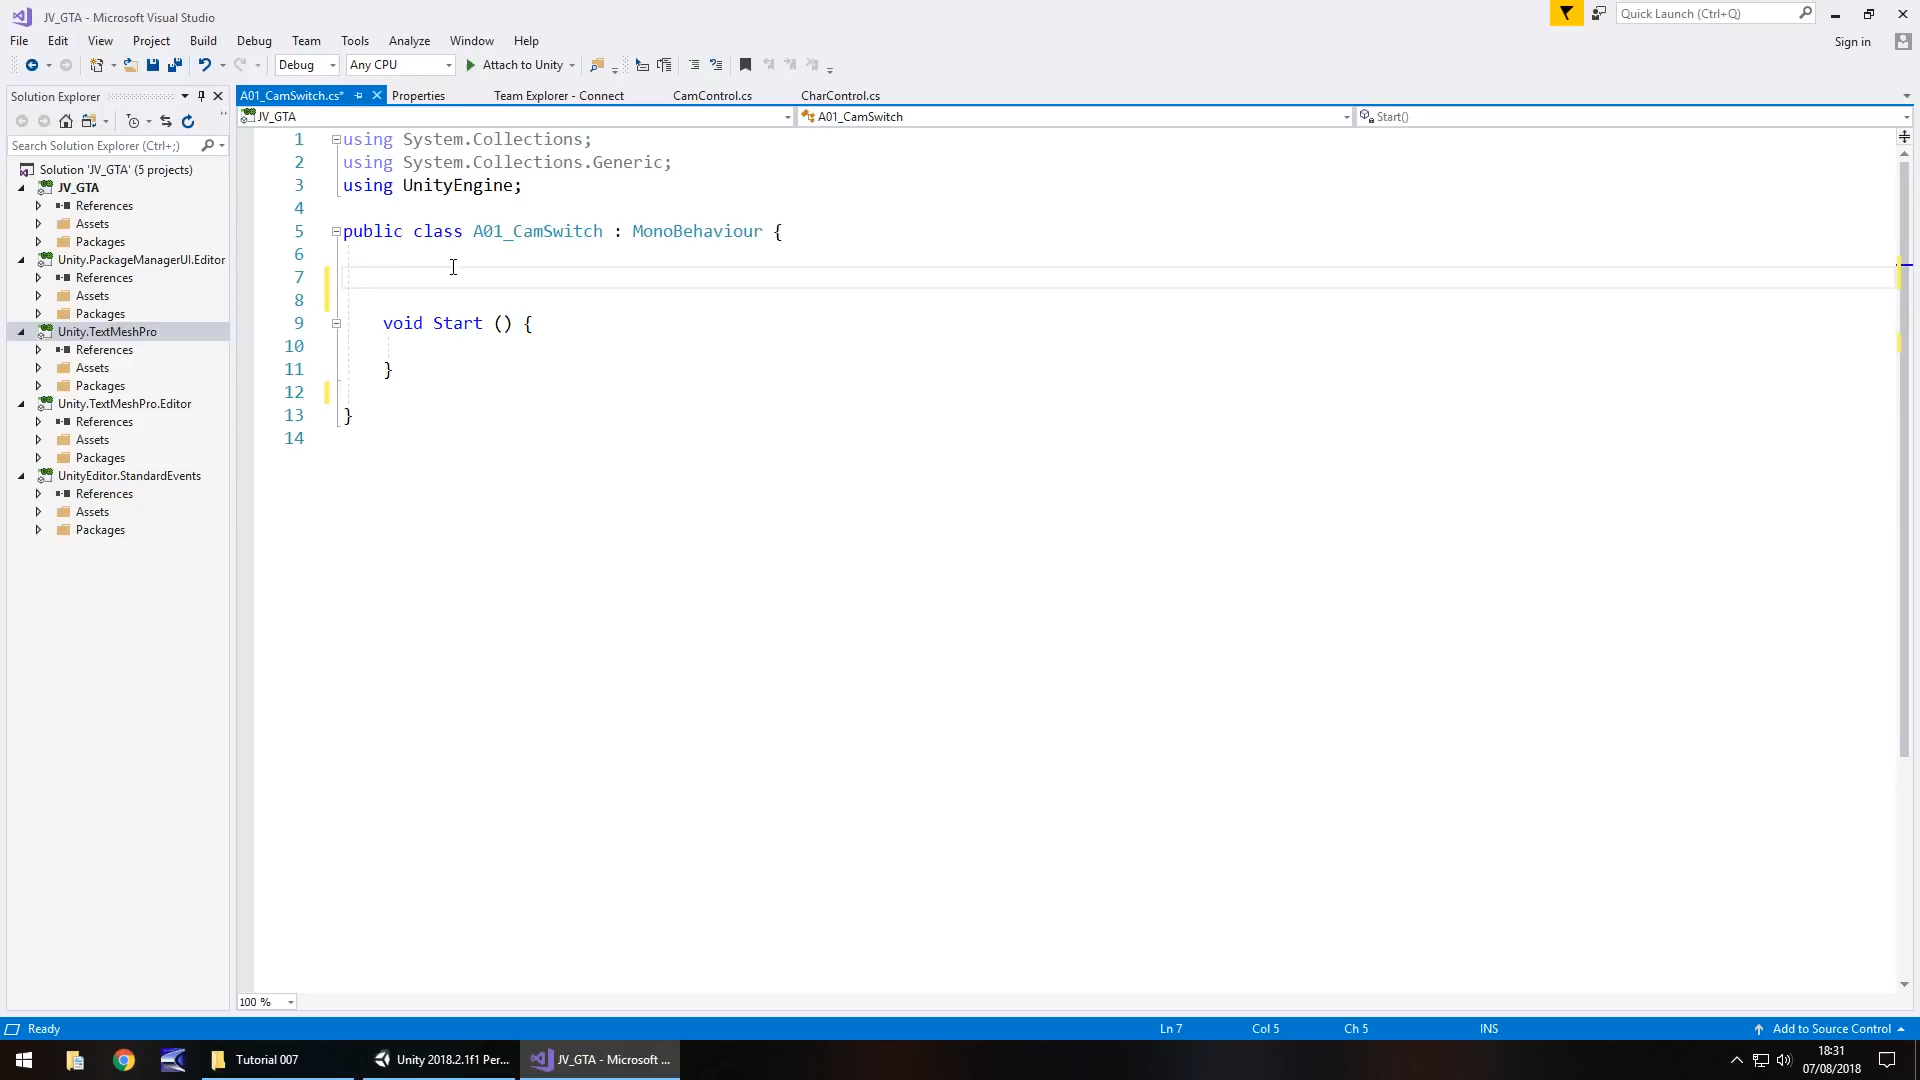 JV_GTA - Microsoft Visual Studio
Quick Launch (Ctrl+Q)
File Edit View Project Build Debug Team Tools Analyze Window Help
Sign in
Debug Any CPU Attach to Unity
Solution Explorer
A01_CamSwitch.cs* Properties Team Explorer - Connect CamControl.cs CharControl.cs
JV_GTA A01_CamSwitch Start()
Search Solution Explorer (Ctrl+;)
Solution 'JV_GTA' (5 projects)
JV_GTA
References
Assets
Packages
Unity.PackageManagerUI.Editor
References
Assets
Packages
Unity.TextMeshPro
References
Assets
Packages
Unity.TextMeshPro.Editor
References
Assets
Packages
UnityEditor.StandardEvents
References
Assets
Packages
1 using System.Collections;
2 using System.Collections.Generic;
3 using UnityEngine;
4
5 public class A01_CamSwitch : MonoBehaviour {
6
7
8
9 void Start () {
10
11 }
12
13 }
14
100 %
Ready Ln 7 Col 5 Ch 5 INS Add to Source Control
Tutorial 007 Unity 2018.2.1f1 Per... JV_GTA - Microsoft ...
18:31
07/08/2018